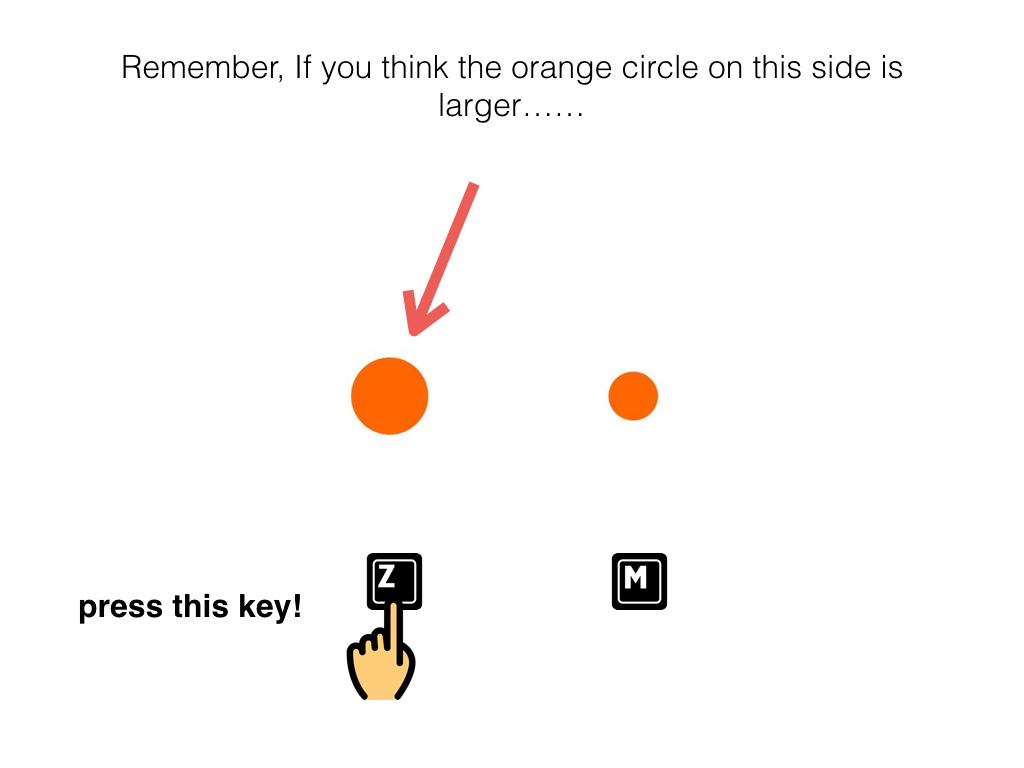 Remember, If you think the orange circle on this side is
larger……
Z
M
press this key!